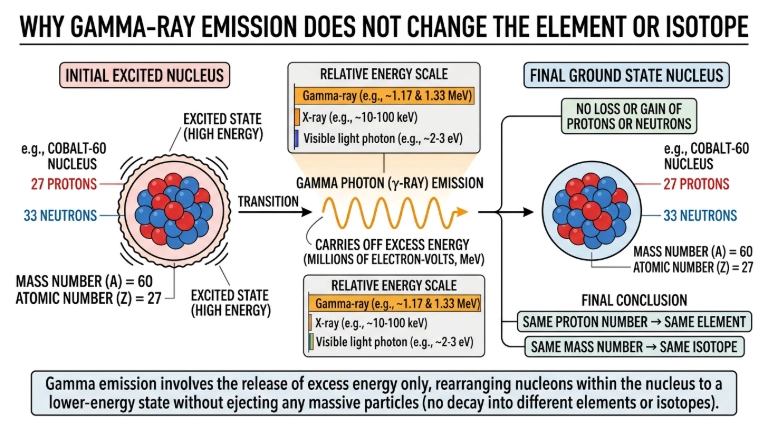 WHY GAMMA-RAY EMISSION DOES NOT CHANGE THE ELEMENT OR ISOTOPE
INITIAL EXCITED NUCLEUS
EXCITED STATE
(HIGH ENERGY)
e.g., COBALT-60
NUCLEUS
27 PROTONS
33 NEUTRONS
MASS NUMBER (A) = 60
ATOMIC NUMBER (Z) = 27
EXCITED STATE
(HIGH ENERGY)
TRANSITION
RELATIVE ENERGY SCALE
Gamma-ray (e.g., ~1.17 & 1.33 MeV)
X-ray (e.g., ~10-100 keV)
Visible light photon (e.g., ~2-3 eV)
GAMMA PHOTON (γ-RAY) EMISSION
CARRIES OFF EXCESS ENERGY
(MILLIONS OF ELECTRON-VOLTS, MeV)
RELATIVE ENERGY SCALE
Gamma-ray (e.g., ~1.17 & 1.33 MeV)
X-ray (e.g., ~10-100 keV)
Visible light photon (e.g., ~2-3 eV)
FINAL GROUND STATE NUCLEUS
NO LOSS OR GAIN OF
PROTONS OR NEUTRONS
e.g., COBALT-60
NUCLEUS
27 PROTONS
33 NEUTRONS
MASS NUMBER (A) = 60
ATOMIC NUMBER (Z) = 27
FINAL CONCLUSION
SAME PROTON NUMBER → SAME ELEMENT
SAME MASS NUMBER → SAME ISOTOPE
Gamma emission involves the release of excess energy only, rearranging nucleons within the nucleus to a
lower-energy state without ejecting any massive particles (no decay into different elements or isotopes).